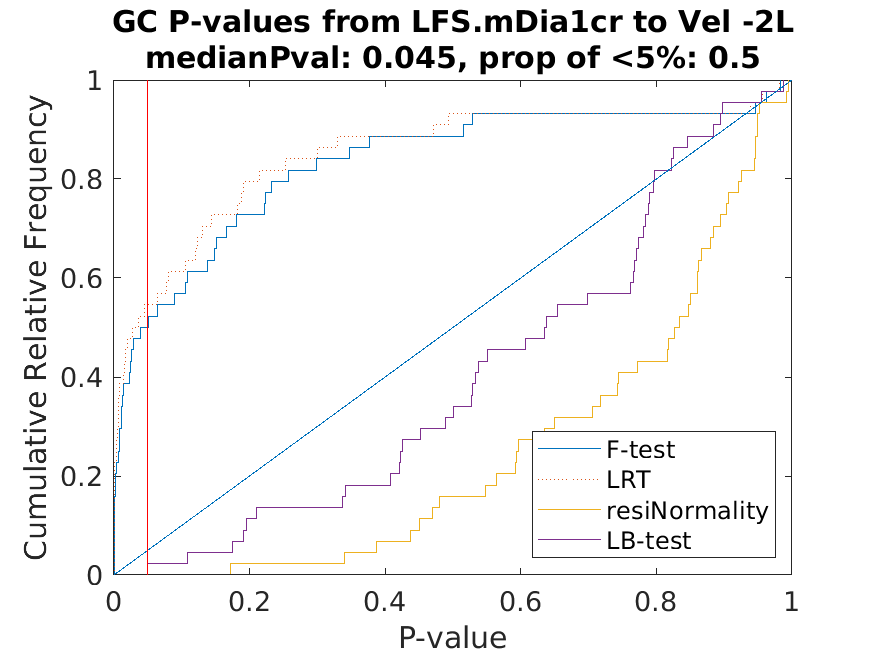 GC P-values from LFS.mDia1cr to Vel -2L
medianPval: 0.045, prop of <5%: 0.5
Cumulative Relative Frequency
1
0.8
0.6
0.4
0.2
0
0 0.2 0.4 0.6 0.8 1
P-value
F-test
LRT
resiNormality
LB-test